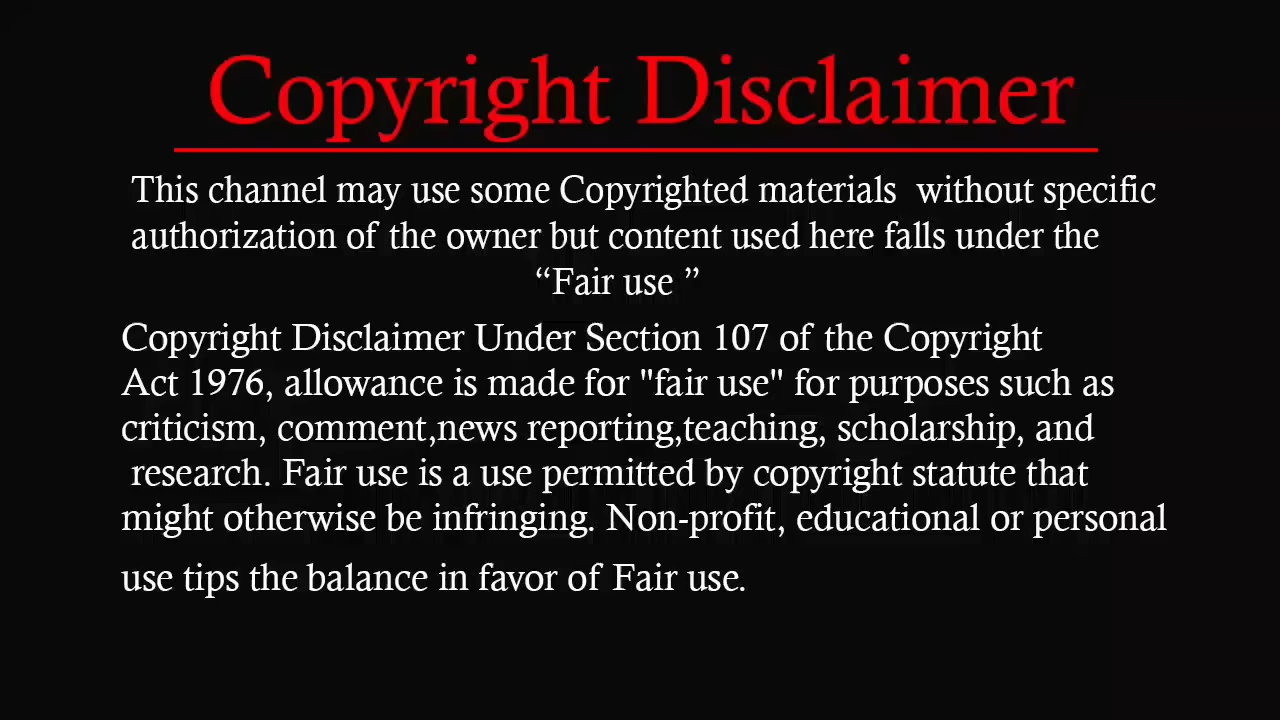 Copyright Disclaimer
This channel may use some Copyrighted materials  without specific
authorization of the owner but content used here falls under the
“Fair use ”
Copyright Disclaimer Under Section 107 of the Copyright
Act 1976, allowance is made for "fair use" for purposes such as
criticism, comment,news reporting,teaching, scholarship, and
research. Fair use is a use permitted by copyright statute that
might otherwise be infringing. Non-profit, educational or personal
use tips the balance in favor of Fair use.